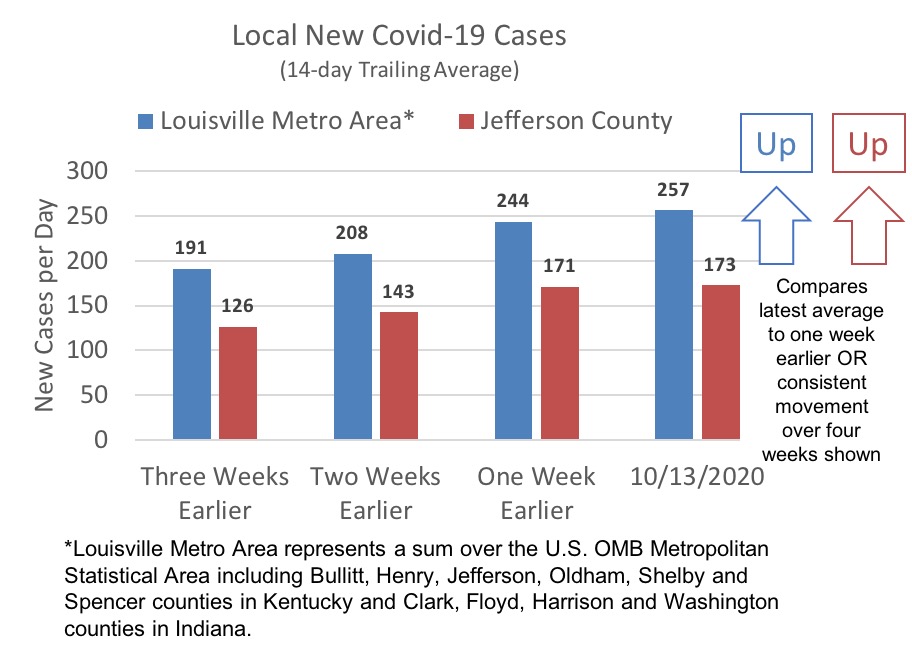 Local New Covid-19 Cases
(14-day Trailing Average)
Louisville Metro Area*
Jefferson County
Up
Up
300
250
200
150
100
50
0
New Cases per Day
191
126
208
143
244
171
257
173
Three Weeks
Earlier
Two Weeks
Earlier
One Week
Earlier
10/13/2020
Compares
latest average
to one week
earlier OR
consistent
movement
over four
weeks shown
*Louisville Metro Area represents a sum over the U.S. OMB Metropolitan
Statistical Area including Bullitt, Henry, Jefferson, Oldham, Shelby and
Spencer counties in Kentucky and Clark, Floyd, Harrison and Washington
counties in Indiana.